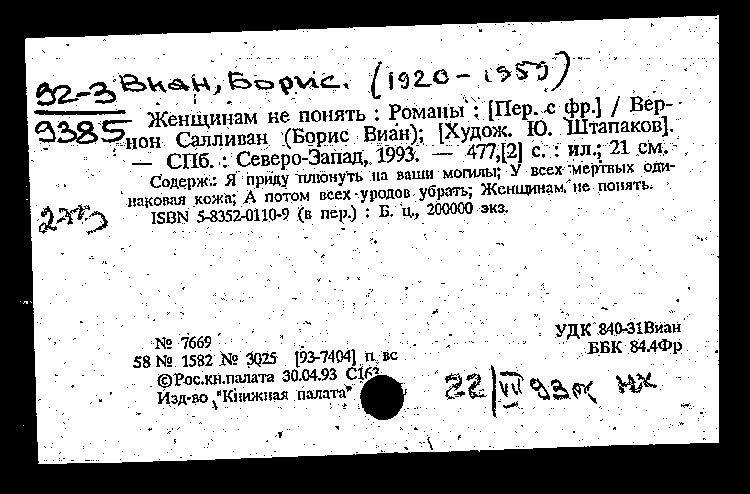 92-3
9385
Виан, Борис. (1920-1959)
Женщинам не понять : Романы : [Пер. с фр.] / Вер-
нон Салливан (Борис Виан); [Худож. Ю. Штапаков].
— СПб. : Северо-Запад, 1993. — 477,[2] с. : ил.; 21 см.
Содерж.: Я приду плюнуть на ваши могилы; У всех мертвых оди-
наковая кожа; А потом всех уродов убрать; Женщинам не понять.
ISBN 5-8352-0110-9 (в пер.) : Б. ц., 200000 экз.
УДК 840-31Виан
ББК 84.4Фр
№ 7669
58 № 1582 № 3025 [93-7404] п вс
©Рос.кн.палата 30.04.93 С163
Изд-во "Книжная палата"
22/VII 93